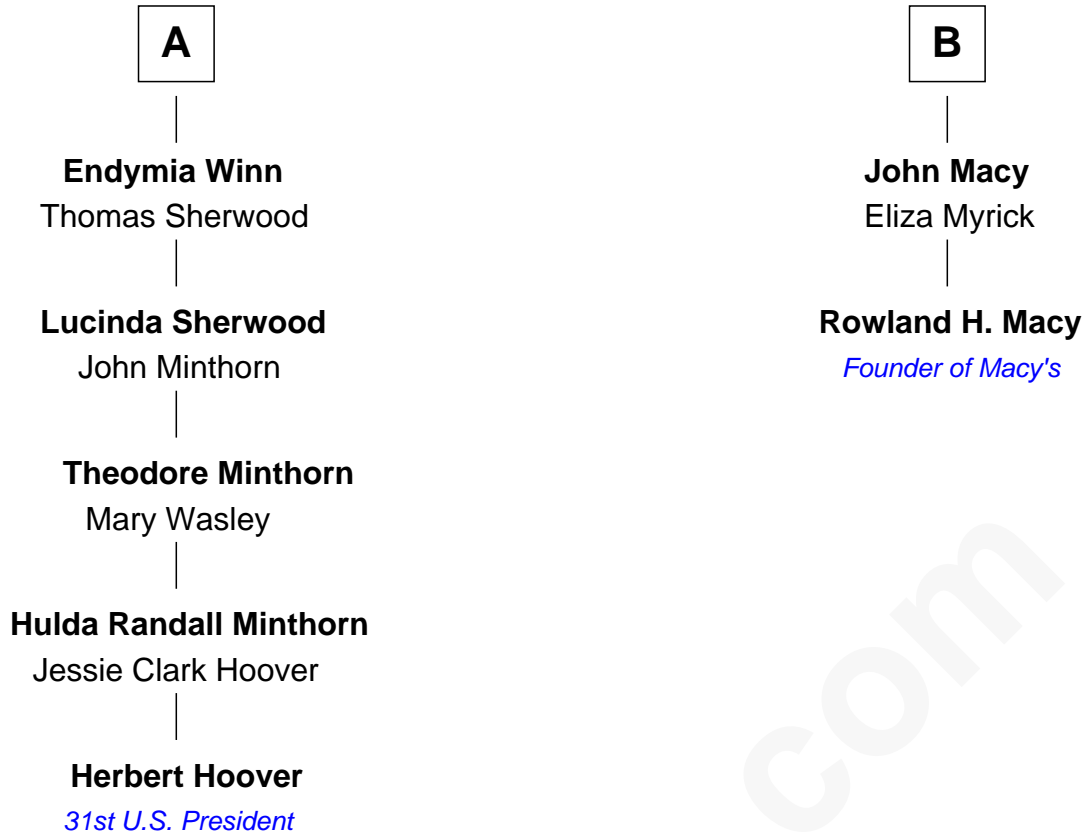 A
Endymia Winn
Thomas Sherwood
Lucinda Sherwood
John Minthorn
Theodore Minthorn
Mary Wasley
Hulda Randall Minthorn
Jessie Clark Hoover
Herbert Hoover
31st U.S. President
B
John Macy
Eliza Myrick
Rowland H. Macy
Founder of Macy's
com